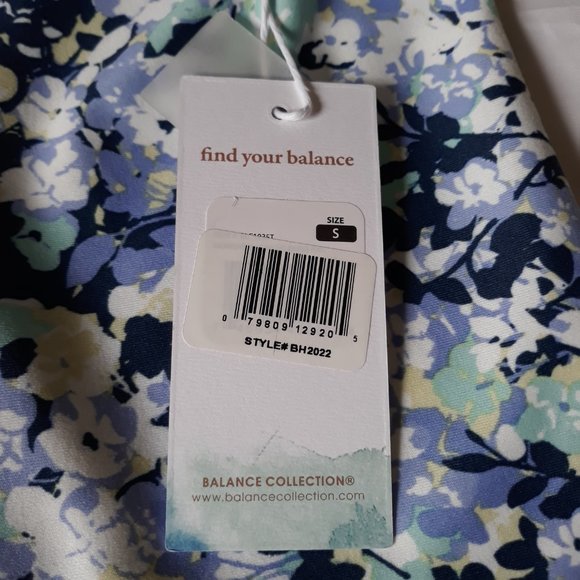 find your balance
SIZE
S
0 79809 12920 5
STYLE# BH2022
BALANCE COLLECTION®
www.balancecollection.com